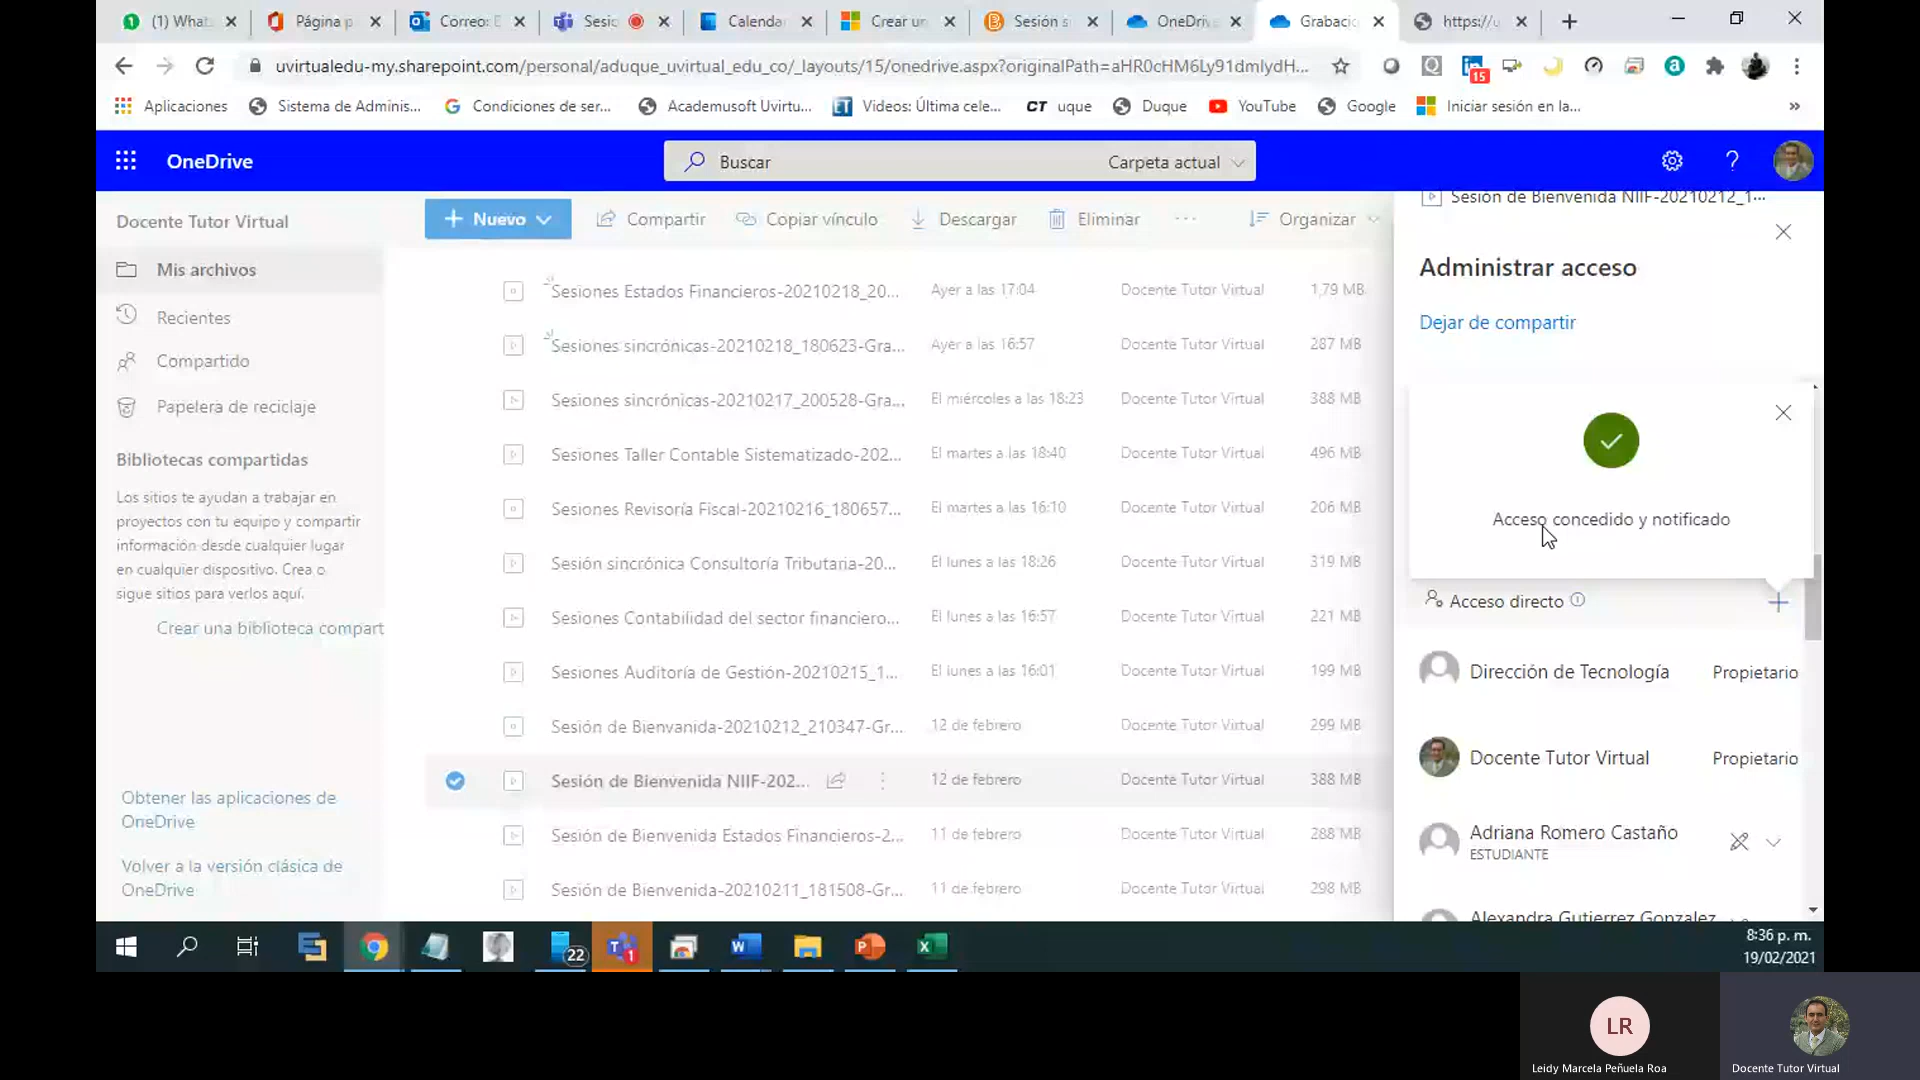 (1) What
Página p
Correo: E
Sesio
Calenda
Crear un
Sesión si
OneDrive
Grabacio
https://u
uvirtualedu-my.sharepoint.com/personal/aduque_uvirtual_edu_co/_layouts/15/onedrive.aspx?originalPath=aHR0cHM6Ly91dmlydH...
15
Aplicaciones
Sistema de Adminis...
Condiciones de ser...
Academusoft Uvirtu...
ET
Videos: Última cele...
CT
uque
Duque
YouTube
Google
Iniciar sesión en la...
»
OneDrive
Buscar
Carpeta actual
?
Docente Tutor Virtual
Mis archivos
Recientes
Compartido
Papelera de reciclaje
Bibliotecas compartidas
Los sitios te ayudan a trabajar en
proyectos con tu equipo y compartir
información desde cualquier lugar
en cualquier dispositivo. Crea o
sigue sitios para verlos aquí.
Crear una biblioteca compart
Obtener las aplicaciones de
OneDrive
Volver a la versión clásica de
OneDrive
+ Nuevo
Compartir
Copiar vínculo
Descargar
Eliminar
...
Organizar
Sesiones Estados Financieros-20210218_20... Ayer a las 17:04 Docente Tutor Virtual 1,79 MB
Sesiones sincrónicas-20210218_180623-Gra... Ayer a las 16:57 Docente Tutor Virtual 287 MB
Sesiones sincrónicas-20210217_200528-Gra... El miércoles a las 18:23 Docente Tutor Virtual 388 MB
Sesiones Taller Contable Sistematizado-202... El martes a las 18:40 Docente Tutor Virtual 496 MB
Sesiones Revisoría Fiscal-20210216_180657... El martes a las 16:10 Docente Tutor Virtual 206 MB
Sesión sincrónica Consultoría Tributaria-20... El lunes a las 18:26 Docente Tutor Virtual 319 MB
Sesiones Contabilidad del sector financiero... El lunes a las 16:57 Docente Tutor Virtual 221 MB
Sesiones Auditoría de Gestión-20210215_1... El lunes a las 16:01 Docente Tutor Virtual 199 MB
Sesión de Bienvanida-20210212_210347-Gr... 12 de febrero Docente Tutor Virtual 299 MB
Sesión de Bienvenida NIIF-202... 12 de febrero Docente Tutor Virtual 388 MB
Sesión de Bienvenida Estados Financieros-2... 11 de febrero Docente Tutor Virtual 288 MB
Sesión de Bienvenida-20210211_181508-Gr... 11 de febrero Docente Tutor Virtual 298 MB
Sesión de Bienvenida NIIF-20210212_1...
Administrar acceso
Dejar de compartir
Acceso concedido y notificado
Acceso directo
Dirección de Tecnología Propietario
Docente Tutor Virtual Propietario
Adriana Romero Castaño
ESTUDIANTE
Alexandra Gutierrez Gonzalez
22
1
8:36 p. m.
19/02/2021
LR
Leidy Marcela Peñuela Roa
Docente Tutor Virtual